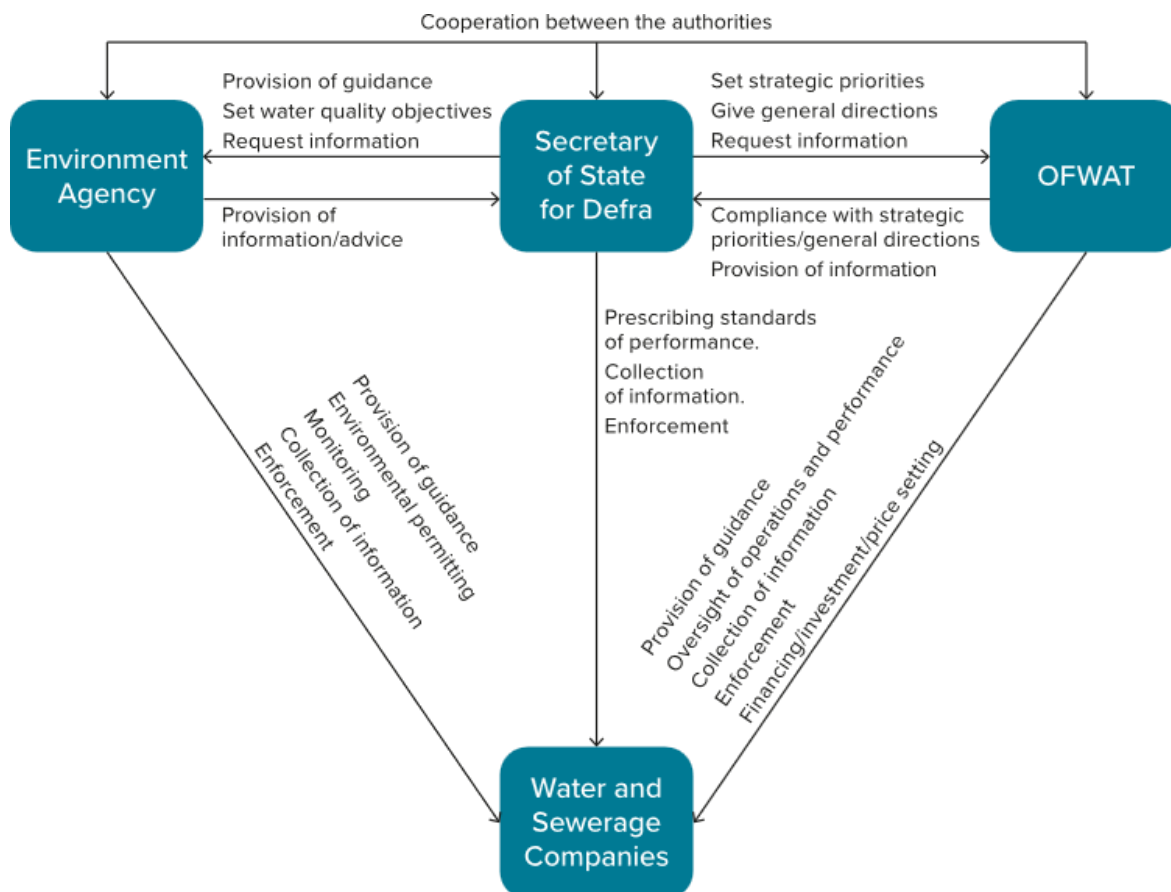 Cooperation between the authorities
Provision of guidance
Set water quality objectives
Request information
Set strategic priorities
Give general directions
Request information
Environment
Agency
Secretary
of State
for Defra
OFWAT
Provision of
information/advice
Compliance with strategic
priorities/general directions
Provision of information
Prescribing standards
of performance.
Collection
of information.
Enforcement
Provision of guidance
Environmental permitting
Monitoring
Collection of information
Enforcement
Provision of guidance
Oversight of operations and performance
Collection of information
Enforcement
Financing/investment/price setting
Water and
Sewerage
Companies